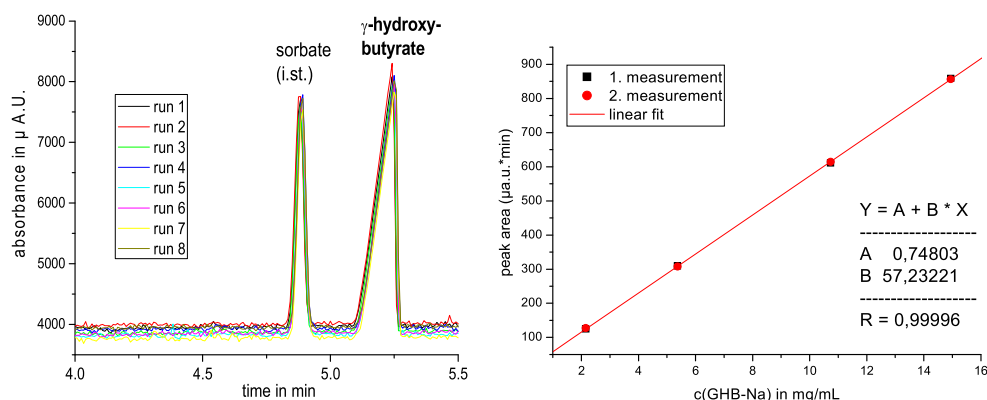 9000
8000
7000
6000
5000
4000
4.0
4.5
5.0
5.5
absorbance in µ A.U.
time in min
run 1
run 2
run 3
run 4
run 5
run 6
run 7
run 8
sorbate
(i.st.)
γ-hydroxy-
butyrate
900
800
700
600
500
400
300
200
100
2
4
6
8
10
12
14
16
peak area (µa.u.*min)
c(GHB-Na) in mg/mL
1. measurement
2. measurement
linear fit
Y = A + B * X
--------------------
A 0,74803
B 57,23221
--------------------
R = 0,99996